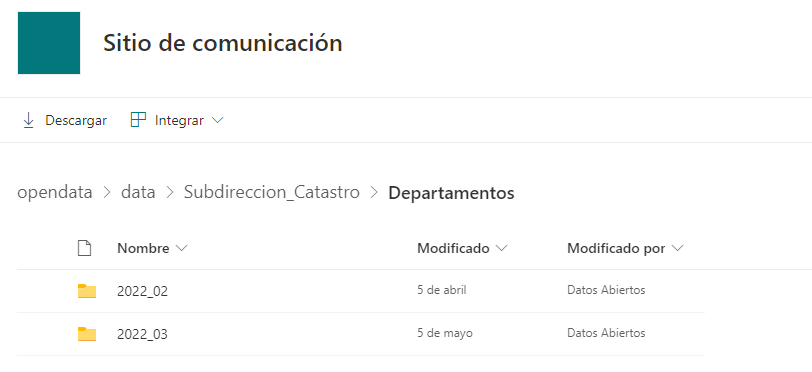 Sitio de comunicación
Descargar Integrar
opendata > data > Subdireccion_Catastro > Departamentos
Nombre Modificado Modificado por
2022_02 5 de abril Datos Abiertos
2022_03 5 de mayo Datos Abiertos